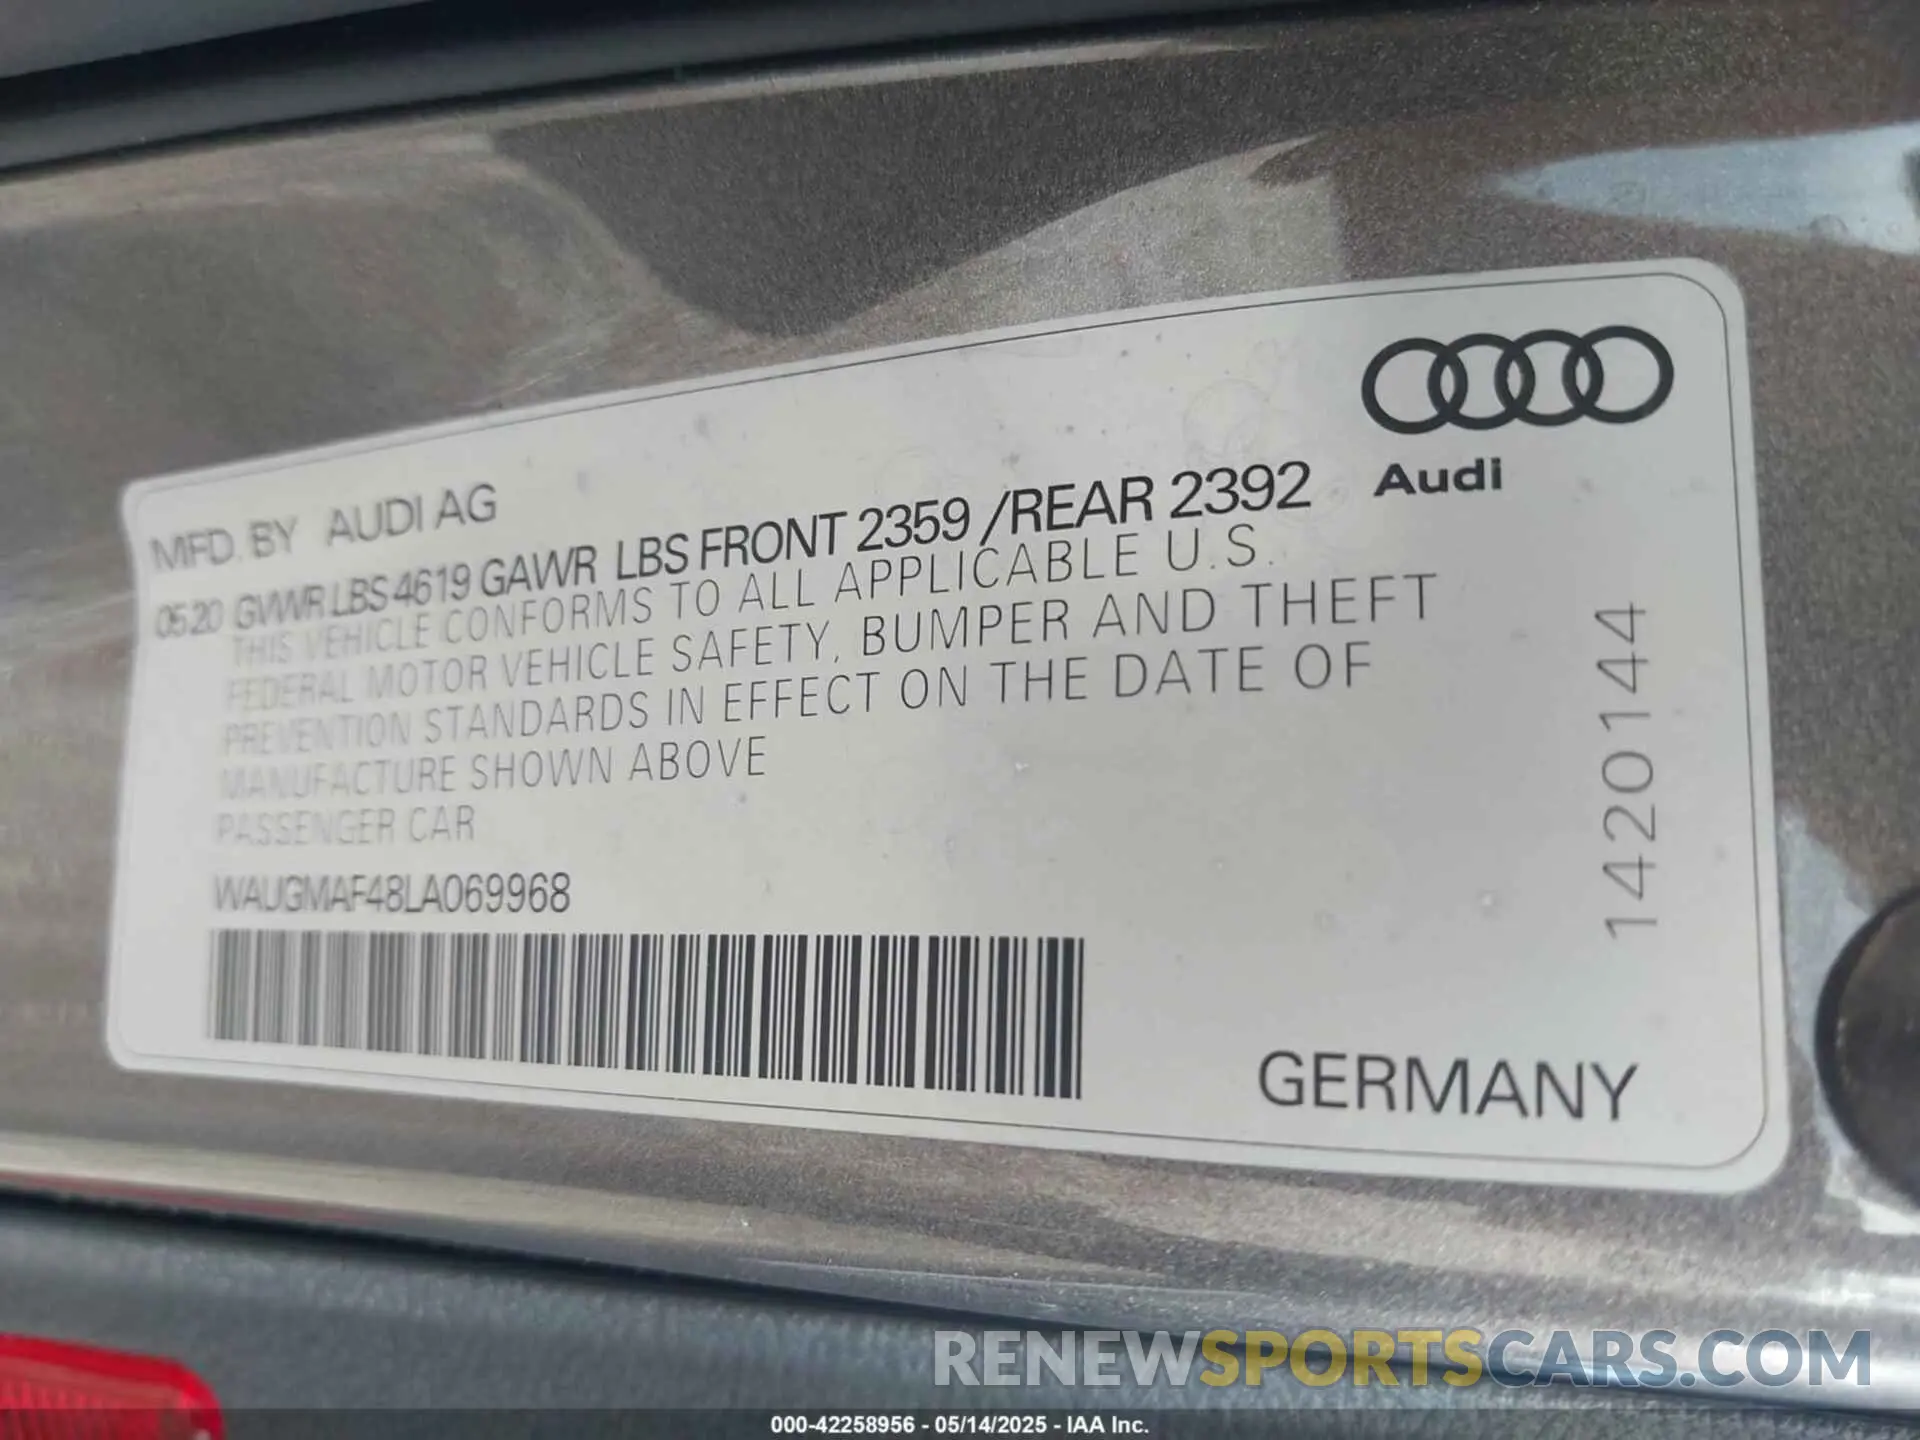 MFD. BY AUDI AG
05 20 GVWR LBS 4619 GAWR LBS FRONT 2359 /REAR 2392
THIS VEHICLE CONFORMS TO ALL APPLICABLE U.S.
FEDERAL MOTOR VEHICLE SAFETY, BUMPER AND THEFT
PREVENTION STANDARDS IN EFFECT ON THE DATE OF
MANUFACTURE SHOWN ABOVE
PASSENGER CAR
WAUGMAF48LA069968
Audi
1420144
GERMANY
RENEWSPORTSCARS.COM
000-42258956 - 05/14/2025 - IAA Inc.